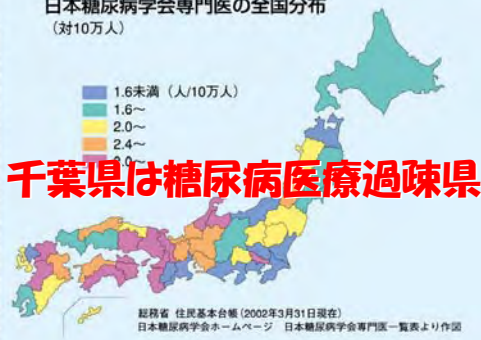 日本糖尿病学会専門医の全国分布
(対10万人)
1.6未満(人/10万人)
1.6~
2.0~
2.4~
千葉県は糖尿病医療過疎県
総務省 住民基本台帳(2002年3月31日現在)
日本糖尿病学会ホームページ 日本糖尿病学会専門医一覧表より作図